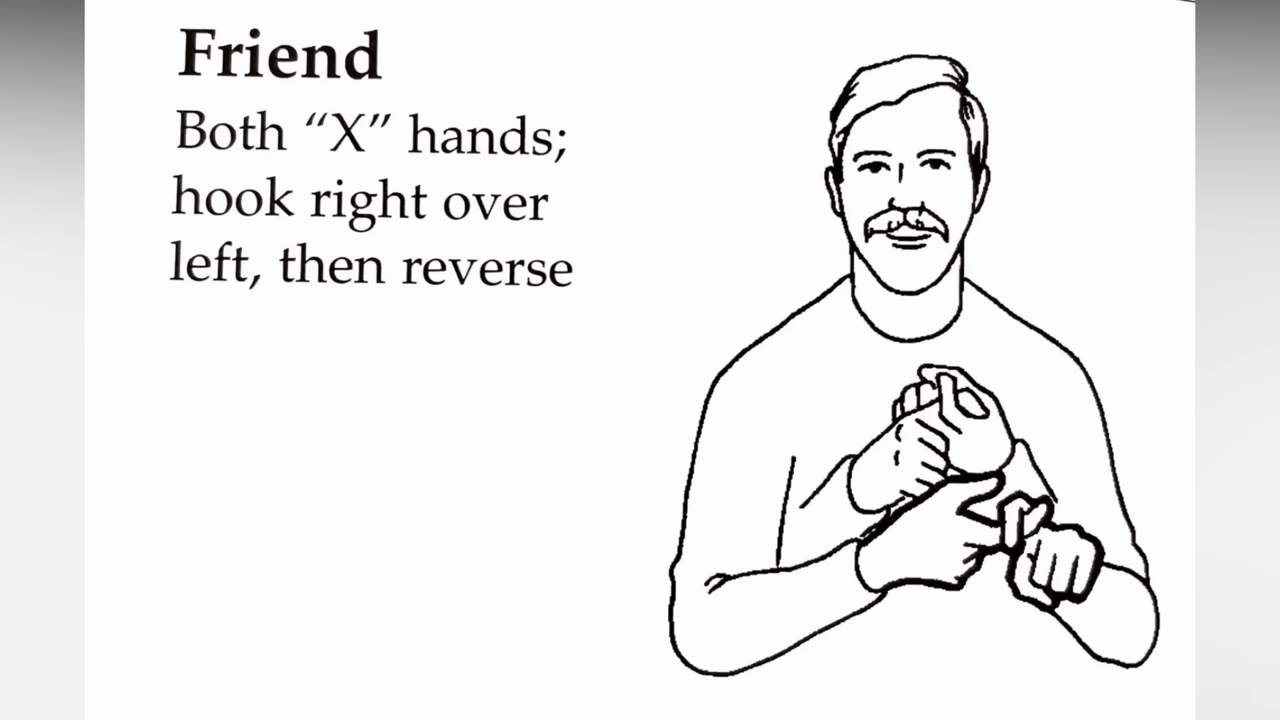 Friend
Both “X” hands;
hook right over
left, then reverse